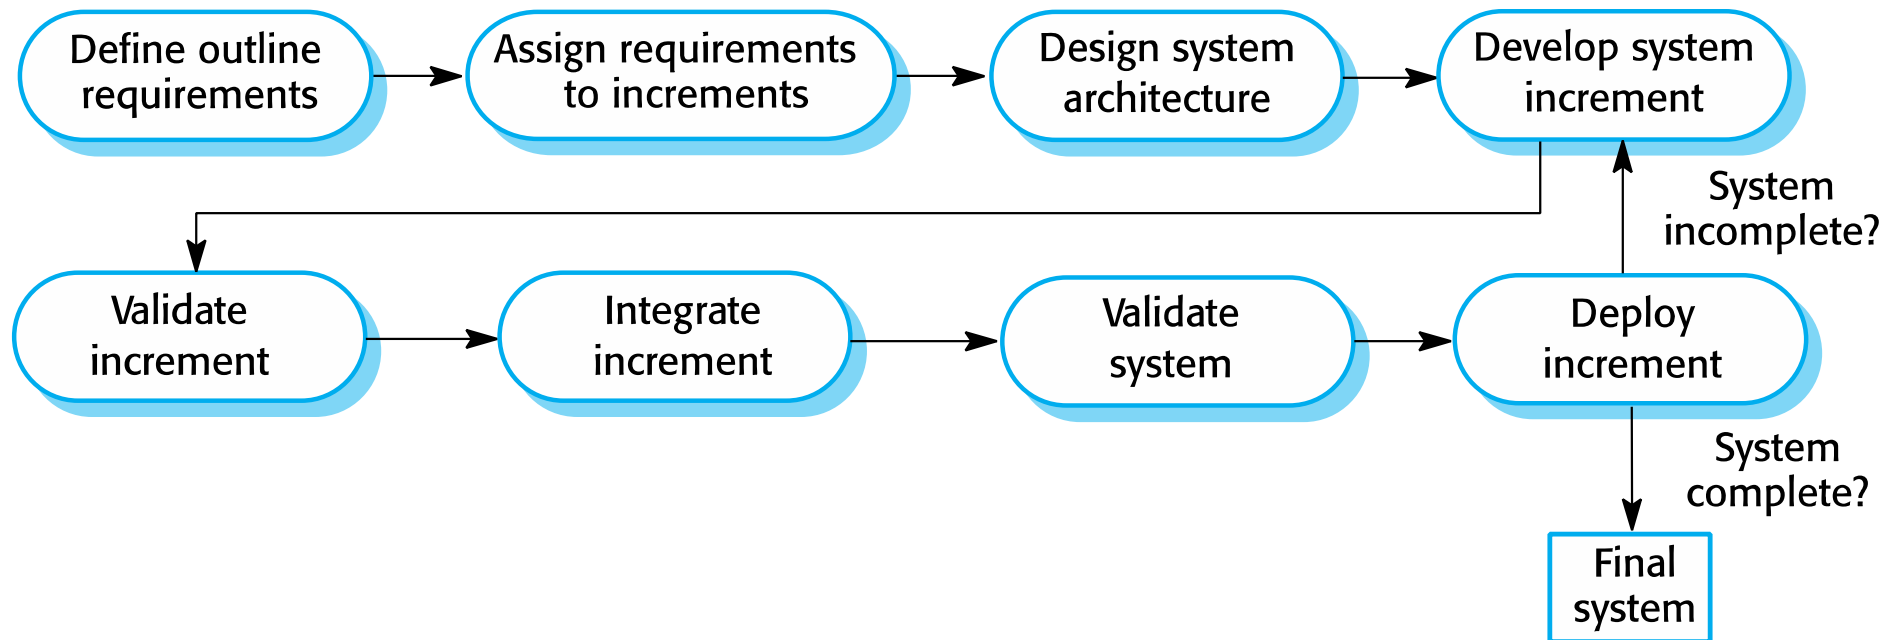 Define outline
requirements
Assign requirements
to increments
Design system
architecture
Develop system
increment
System
incomplete?
Validate
increment
Integrate
increment
Validate
system
Deploy
increment
System
complete?
Final
system